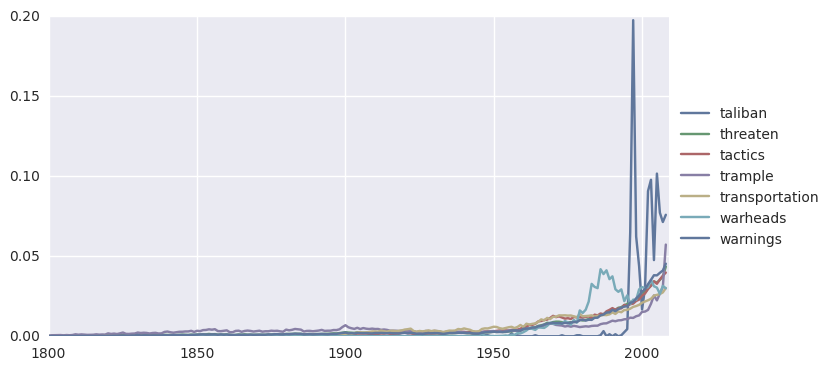 0.20
0.15
0.10
0.05
0.00
1800 1850 1900 1950 2000
taliban
threaten
tactics
trample
transportation
warheads
warnings